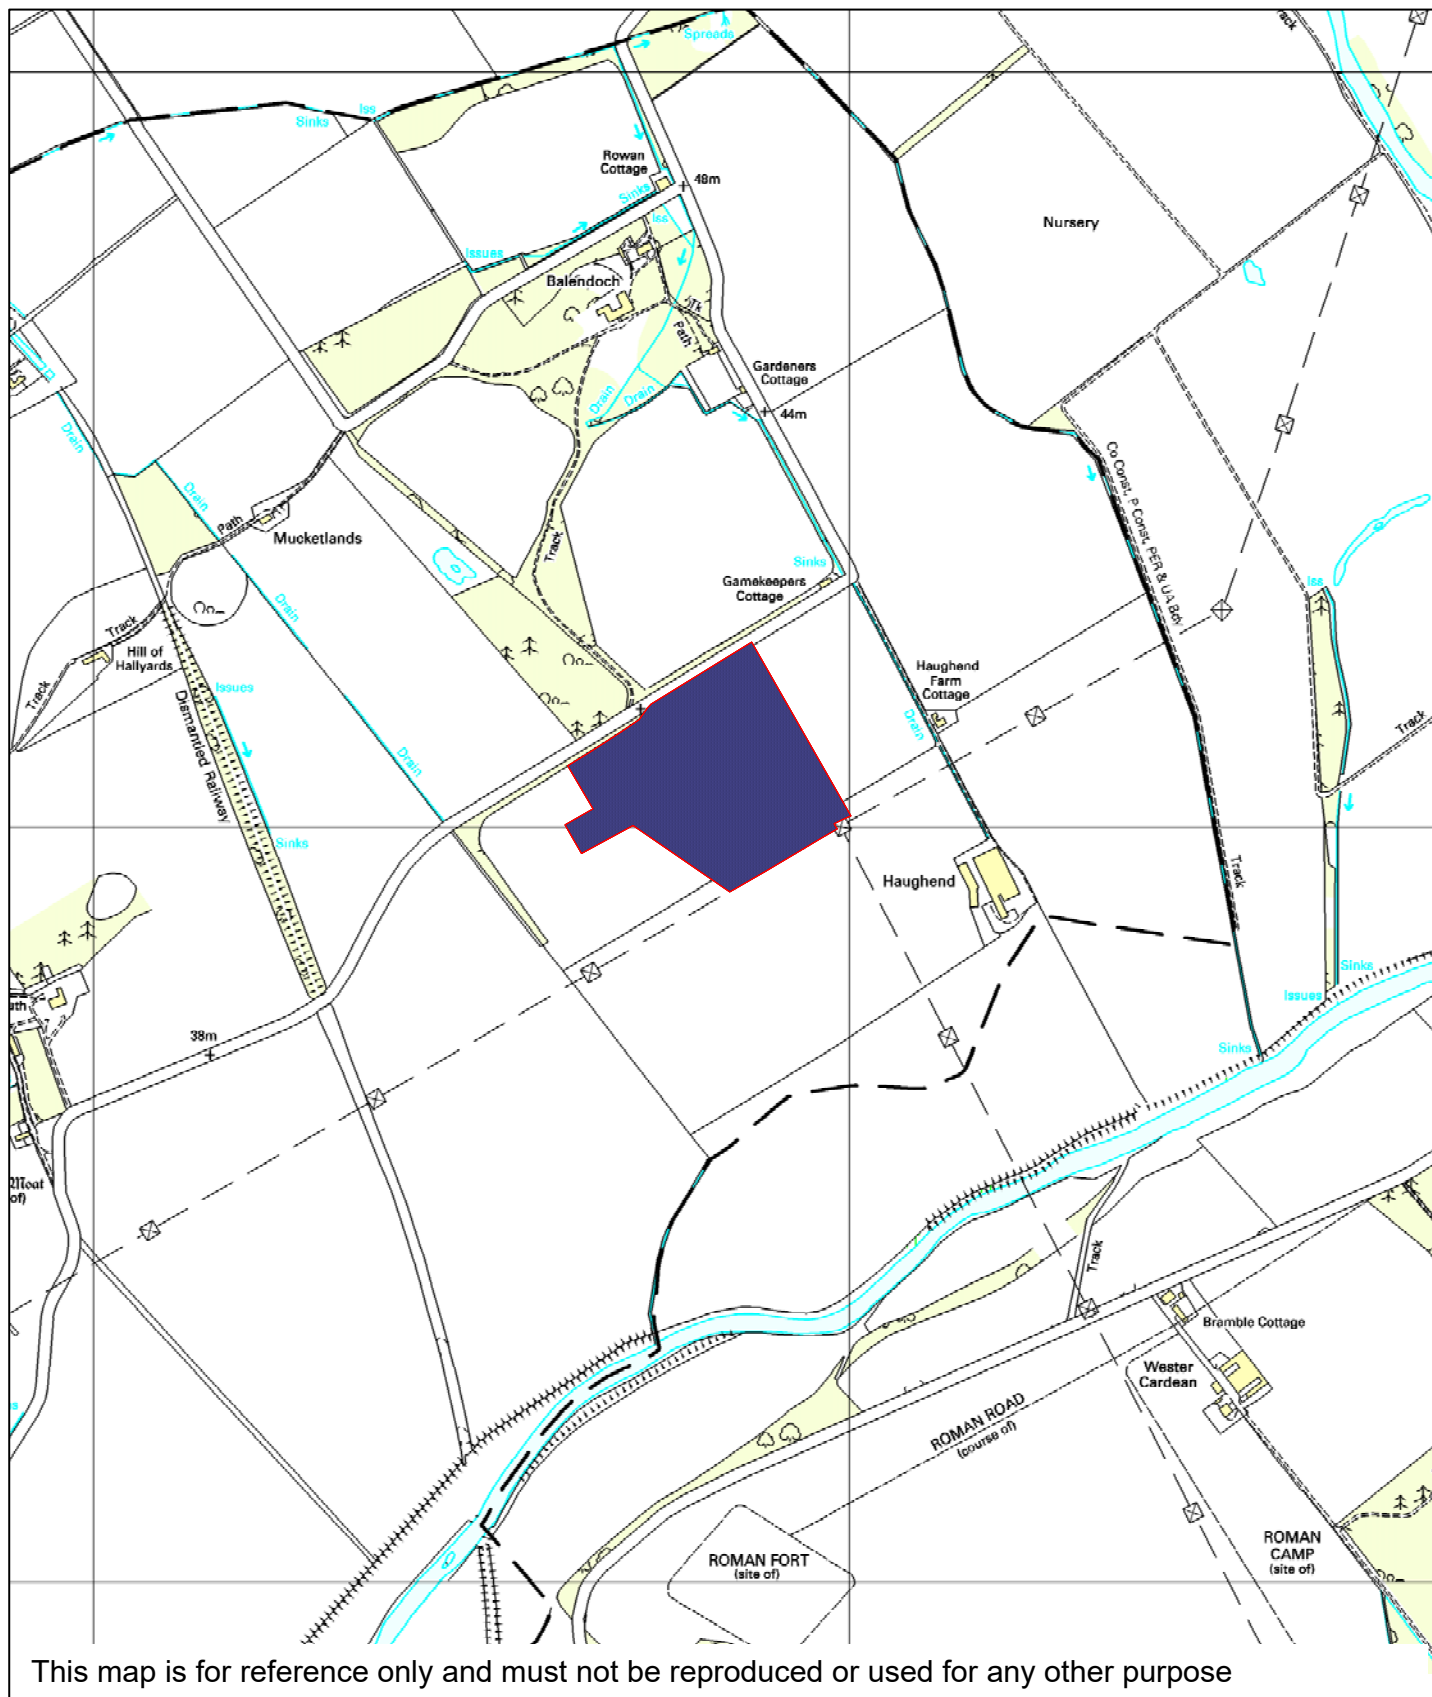 Spreads
Track
Iss
Sinks
Rowan
Cottage
48m
Sinks
Iss
Nursery
Issues
Balendoch
Tk
Path
Gardeners
Cottage
44m
Drain
Drain
Drain
Drain
Path
Mucketlands
Track
Co Const, P Const, PER & UA Bdy
Sinks
Gamekeepers
Cottage
Iss
Drain
Track
Hill of
Hallyards
Track
Issues
Haughend
Farm
Cottage
Drain
Track
Dismantled Railway
Drain
Sinks
Haughend
Track
Sinks
Issues
38m
Sinks
Moat
of)
Track
Bramble Cottage
Wester
Cardean
ROMAN ROAD
(course of)
ROMAN FORT
(site of)
ROMAN
CAMP
(site of)
This map is for reference only and must not be reproduced or used for any other purpose